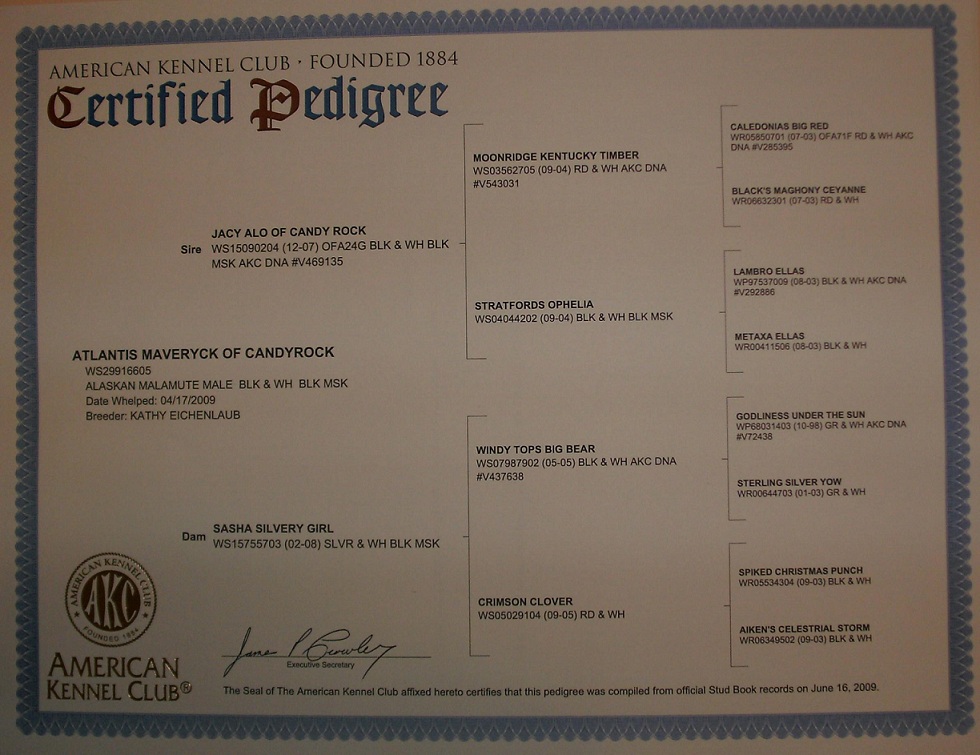 AMERICAN KENNEL CLUB · FOUNDED 1884
Certified Pedigree
CALEDONIAS BIG RED
WR05850701 (07-03) OFA71F RD & WH AKC
DNA #V285395
MOONRIDGE KENTUCKY TIMBER
WS03562705 (09-04) RD & WH AKC DNA
#V543031
BLACK'S MAGHONY CEYANNE
WR06632301 (07-03) RD & WH
JACY ALO OF CANDY ROCK
Sire WS15090204 (12-07) OFA24G BLK & WH BLK
MSK AKC DNA #V469135
LAMBRO ELLAS
WP97537009 (08-03) BLK & WH AKC DNA
#V292886
STRATFORDS OPHELIA
WS04044202 (09-04) BLK & WH BLK MSK
METAXA ELLAS
WR00411506 (08-03) BLK & WH
ATLANTIS MAVERYCK OF CANDYROCK
WS29916605
ALASKAN MALAMUTE MALE BLK & WH BLK MSK
Date Whelped: 04/17/2009
Breeder: KATHY EICHENLAUB
GODLINESS UNDER THE SUN
WP68031403 (10-98) GR & WH AKC DNA
#V72438
WINDY TOPS BIG BEAR
WS07987902 (05-05) BLK & WH AKC DNA
#V437638
STERLING SILVER YOW
WR00644703 (01-03) GR & WH
SASHA SILVERY GIRL
Dam WS15755703 (02-08) SLVR & WH BLK MSK
SPIKED CHRISTMAS PUNCH
WR05534304 (09-03) BLK & WH
CRIMSON CLOVER
WS05029104 (09-05) RD & WH
AIKEN'S CELESTRIAL STORM
WR06349502 (09-03) BLK & WH
AMERICAN KENNEL CLUB
AKC
FOUNDED 1884
James P Crowley
Executive Secretary
AMERICAN
KENNEL CLUB®
The Seal of The American Kennel Club affixed hereto certifies that this pedigree was compiled from official Stud Book records on June 16, 2009.